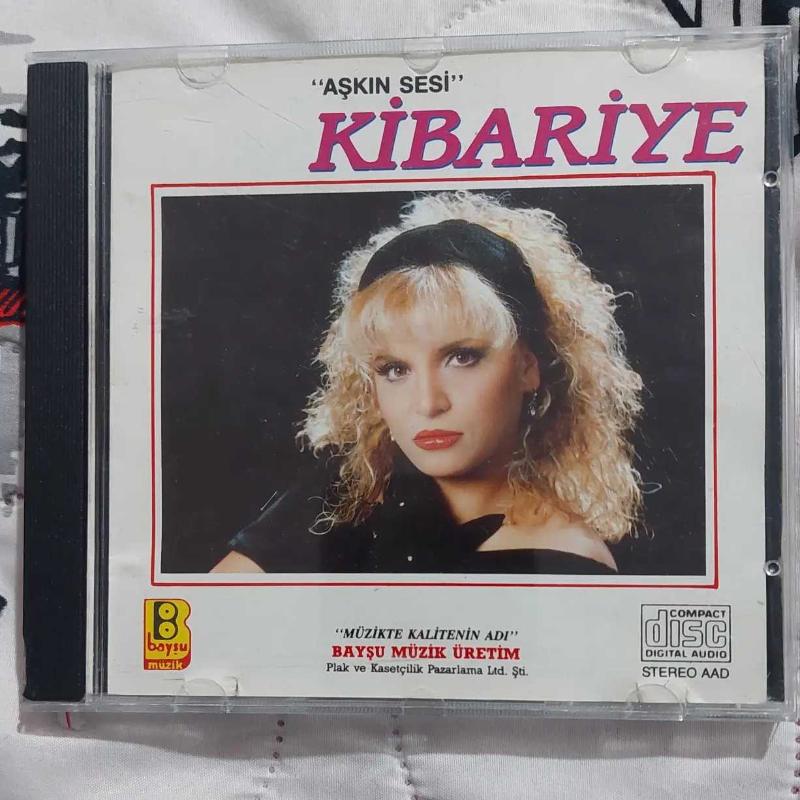 "AŞKIN SESİ"
KİBARİYE
B
bayşu
müzik
"MÜZİKTE KALİTENİN ADI"
BAYŞU MÜZİK ÜRETİM
Plak ve Kasetçilik Pazarlama Ltd. Şti.
COMPACT
disc
DIGITAL AUDIO
STEREO AAD